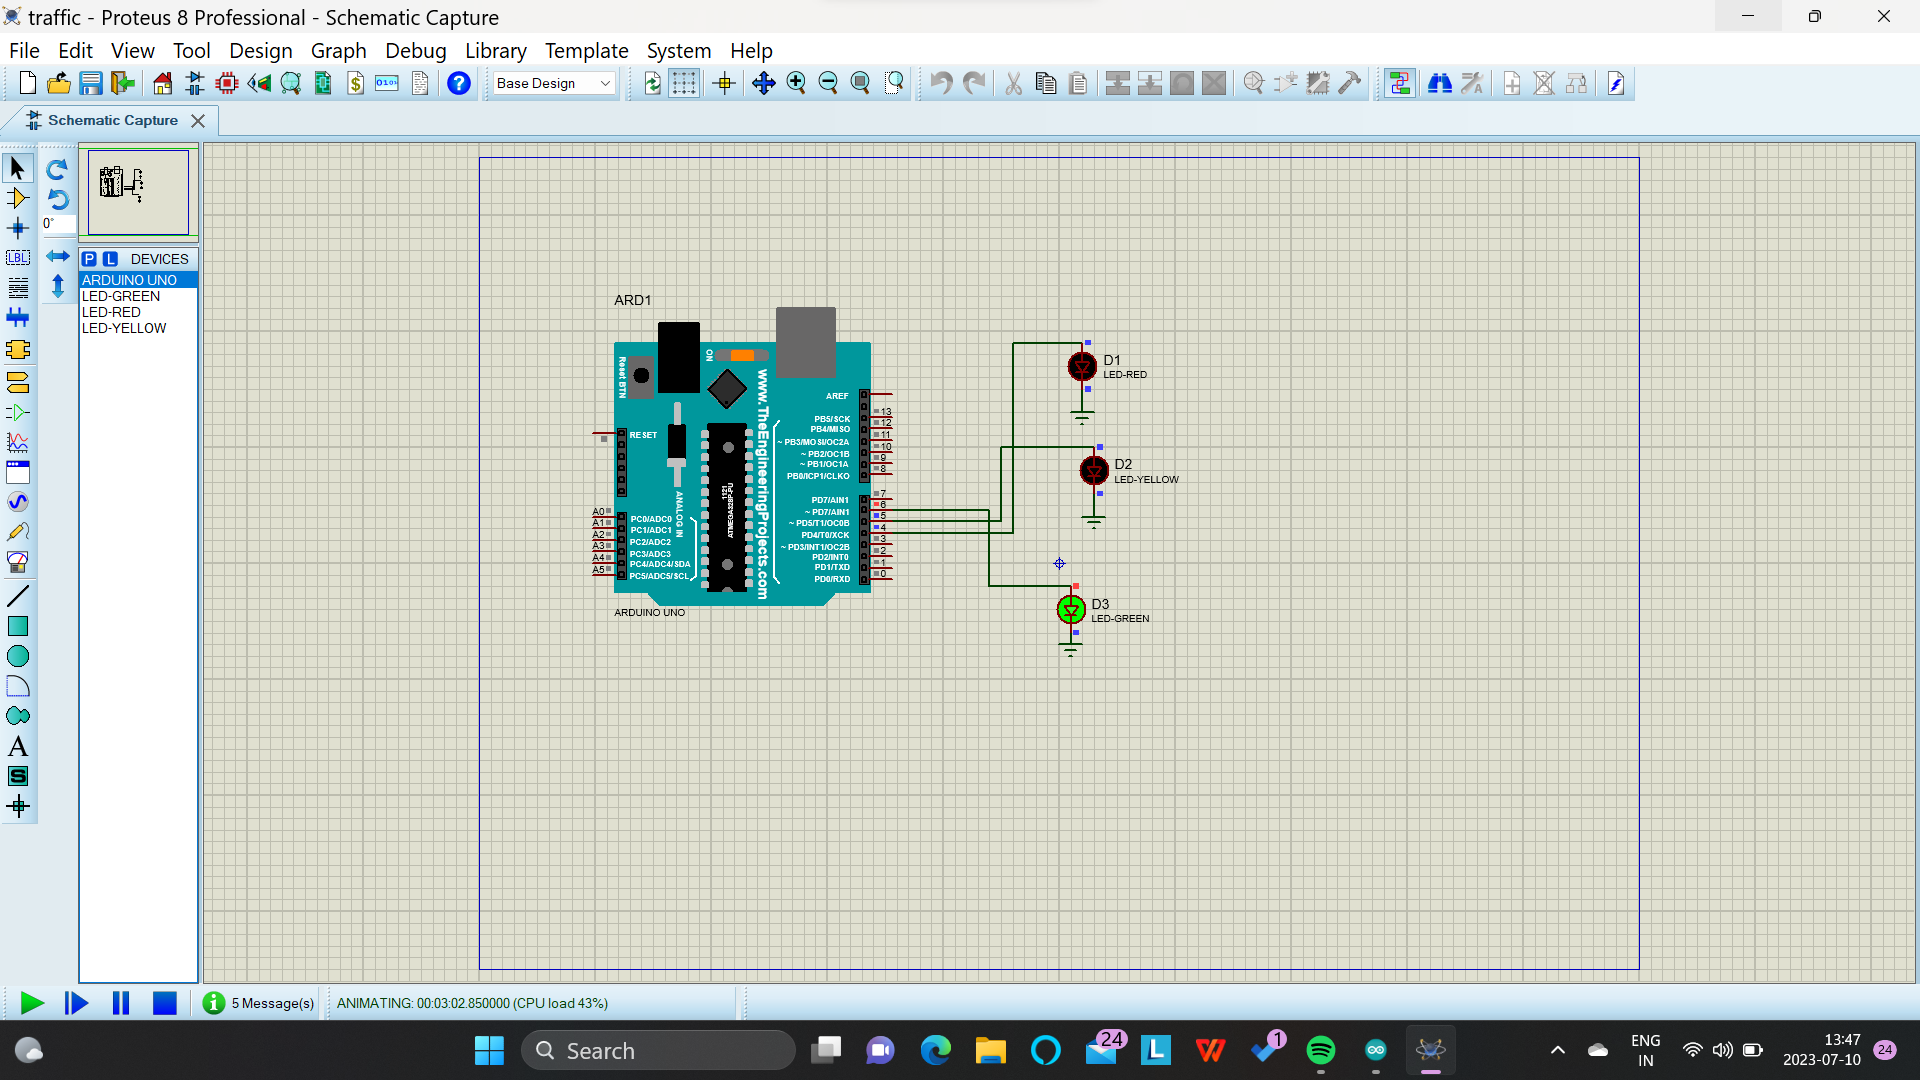 traffic - Proteus 8 Professional - Schematic Capture
File Edit View Tool Design Graph Debug Library Template System Help
Base Design
Schematic Capture
0°
P L DEVICES
ARDUINO UNO
LED-GREEN
LED-RED
LED-YELLOW
LBL
A
S
ARD1
ON
Reset BTN
www.TheEngineeringProjects.com
ANALOG IN
1121
ATMEGA328P-PU
RESET
A0 PC0/ADC0
A1 PC1/ADC1
A2 PC2/ADC2
A3 PC3/ADC3
A4 PC4/ADC4/SDA
A5 PC5/ADC5/SCL
AREF
PB5/SCK 13
PB4/MISO 12
~ PB3/MOSI/OC2A 11
~ PB2/OC1B 10
~ PB1/OC1A 9
PB0/ICP1/CLKO 8
PD7/AIN1 7
~ PD7/AIN1 6
~ PD5/T1/OC0B 5
PD4/T0/XCK 4
~ PD3/INT1/OC2B 3
PD2/INT0 2
PD1/TXD 1
PD0/RXD 0
ARDUINO UNO
D1
LED-RED
D2
LED-YELLOW
D3
LED-GREEN
5 Message(s)
ANIMATING: 00:03:02.850000 (CPU load 43%)
Search
24
L
1
ENG
IN
13:47
2023-07-10
24